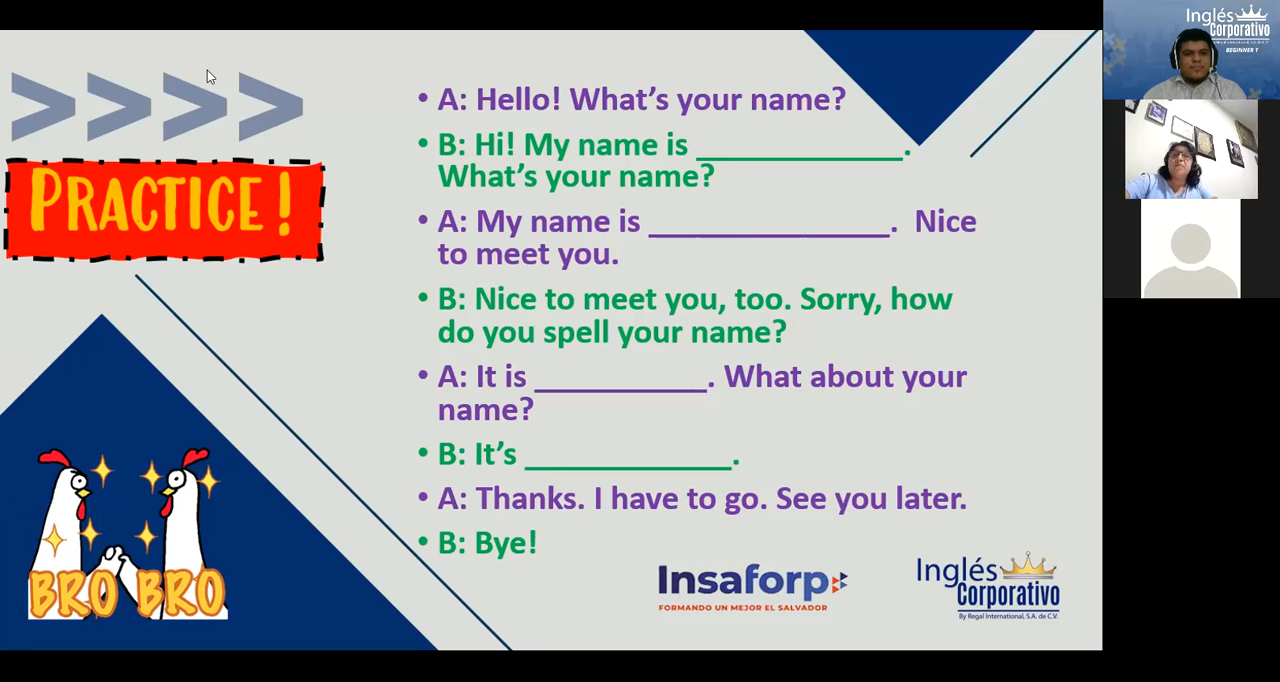 PRACTICE!
• A: Hello! What's your name?
• B: Hi! My name is ____________.
What's your name?
• A: My name is ______________. Nice
to meet you.
• B: Nice to meet you, too. Sorry, how
do you spell your name?
• A: It is __________. What about your
name?
• B: It's ____________.
• A: Thanks. I have to go. See you later.
• B: Bye!
BRO BRO
Insaforp
FORMANDO UN MEJOR EL SALVADOR
Inglés
Corporativo
By Regal International, S.A. de C.V.
Inglés
Corporativo
BEGINNER 1